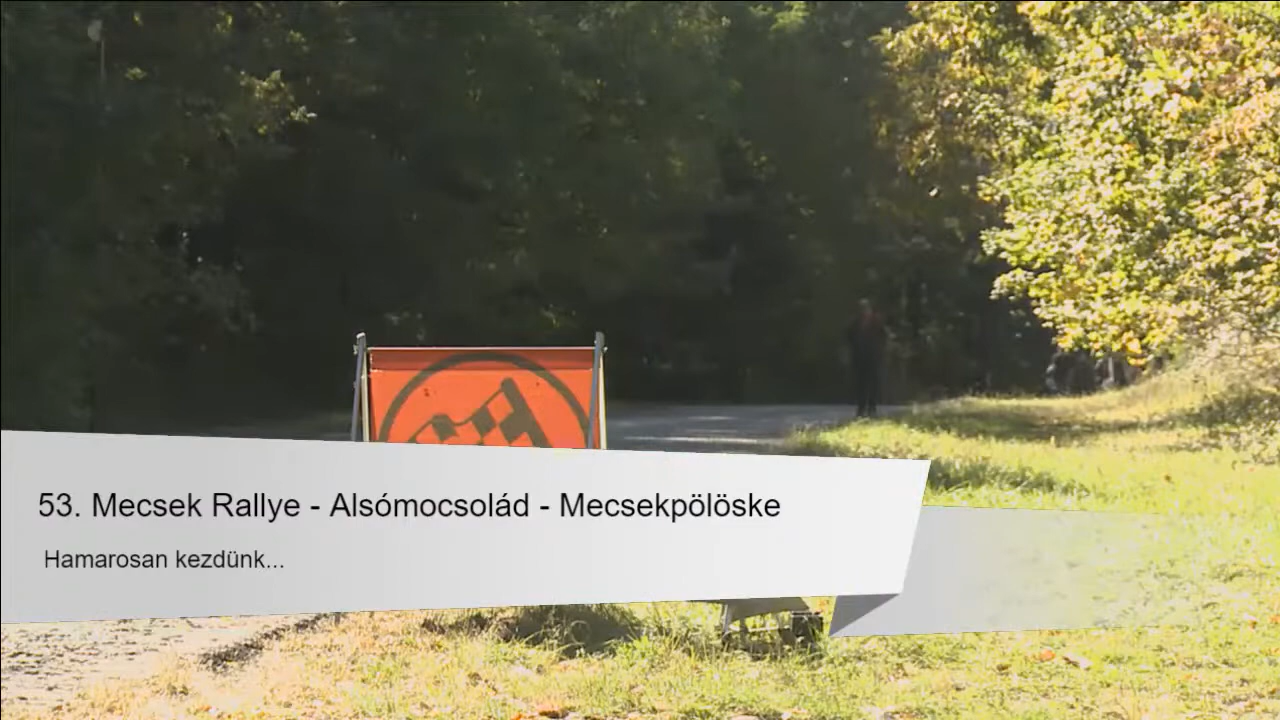 53. Mecsek Rallye - Alsómocsolád - Mecsekpölöske
Hamarosan kezdünk...